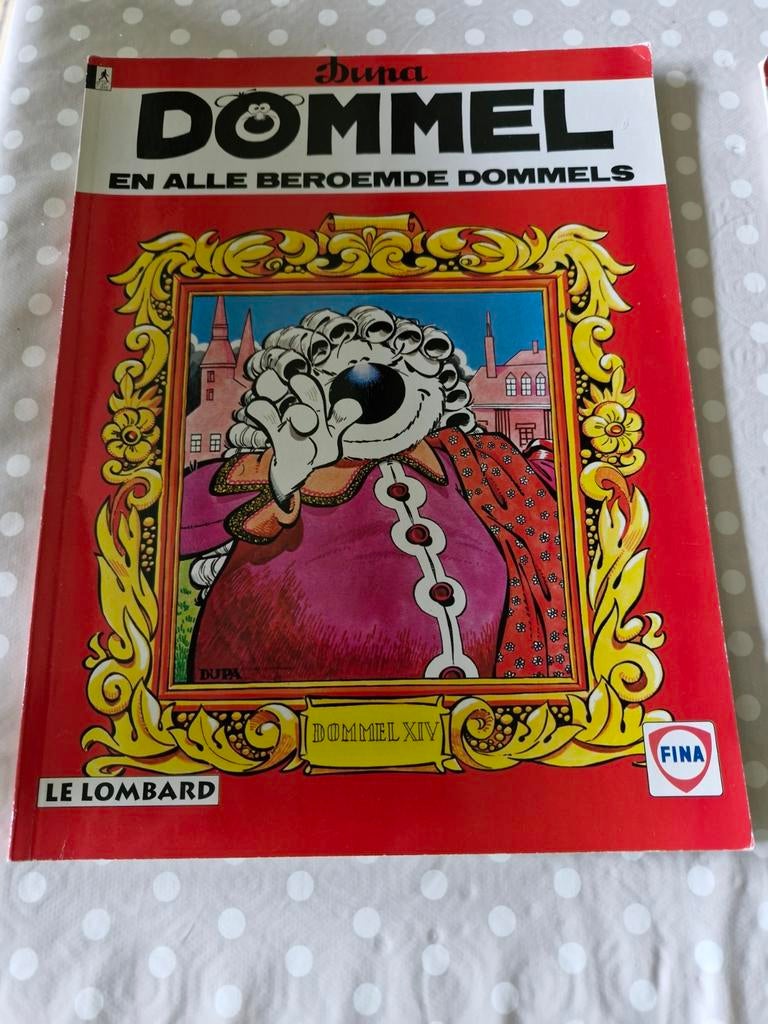 Dupa
DOMMEL
EN ALLE BEROEMDE DOMMELS
DUPA
DOMMEL XIV
LE LOMBARD
FINA